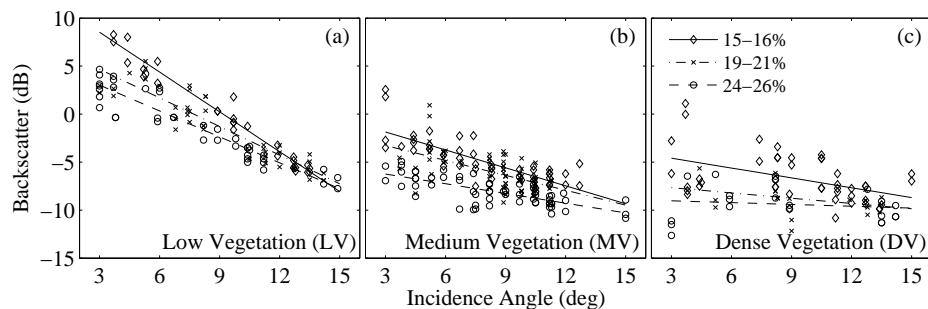 10
5
0
−5
−10
−15
Backscatter (dB)
(a)
Low Vegetation (LV)
3 6 9 12 15
(b)
Medium Vegetation (MV)
3 6 9 12 15
(c)
15−16%
19−21%
24−26%
Dense Vegetation (DV)
3 6 9 12 15
Incidence Angle (deg)